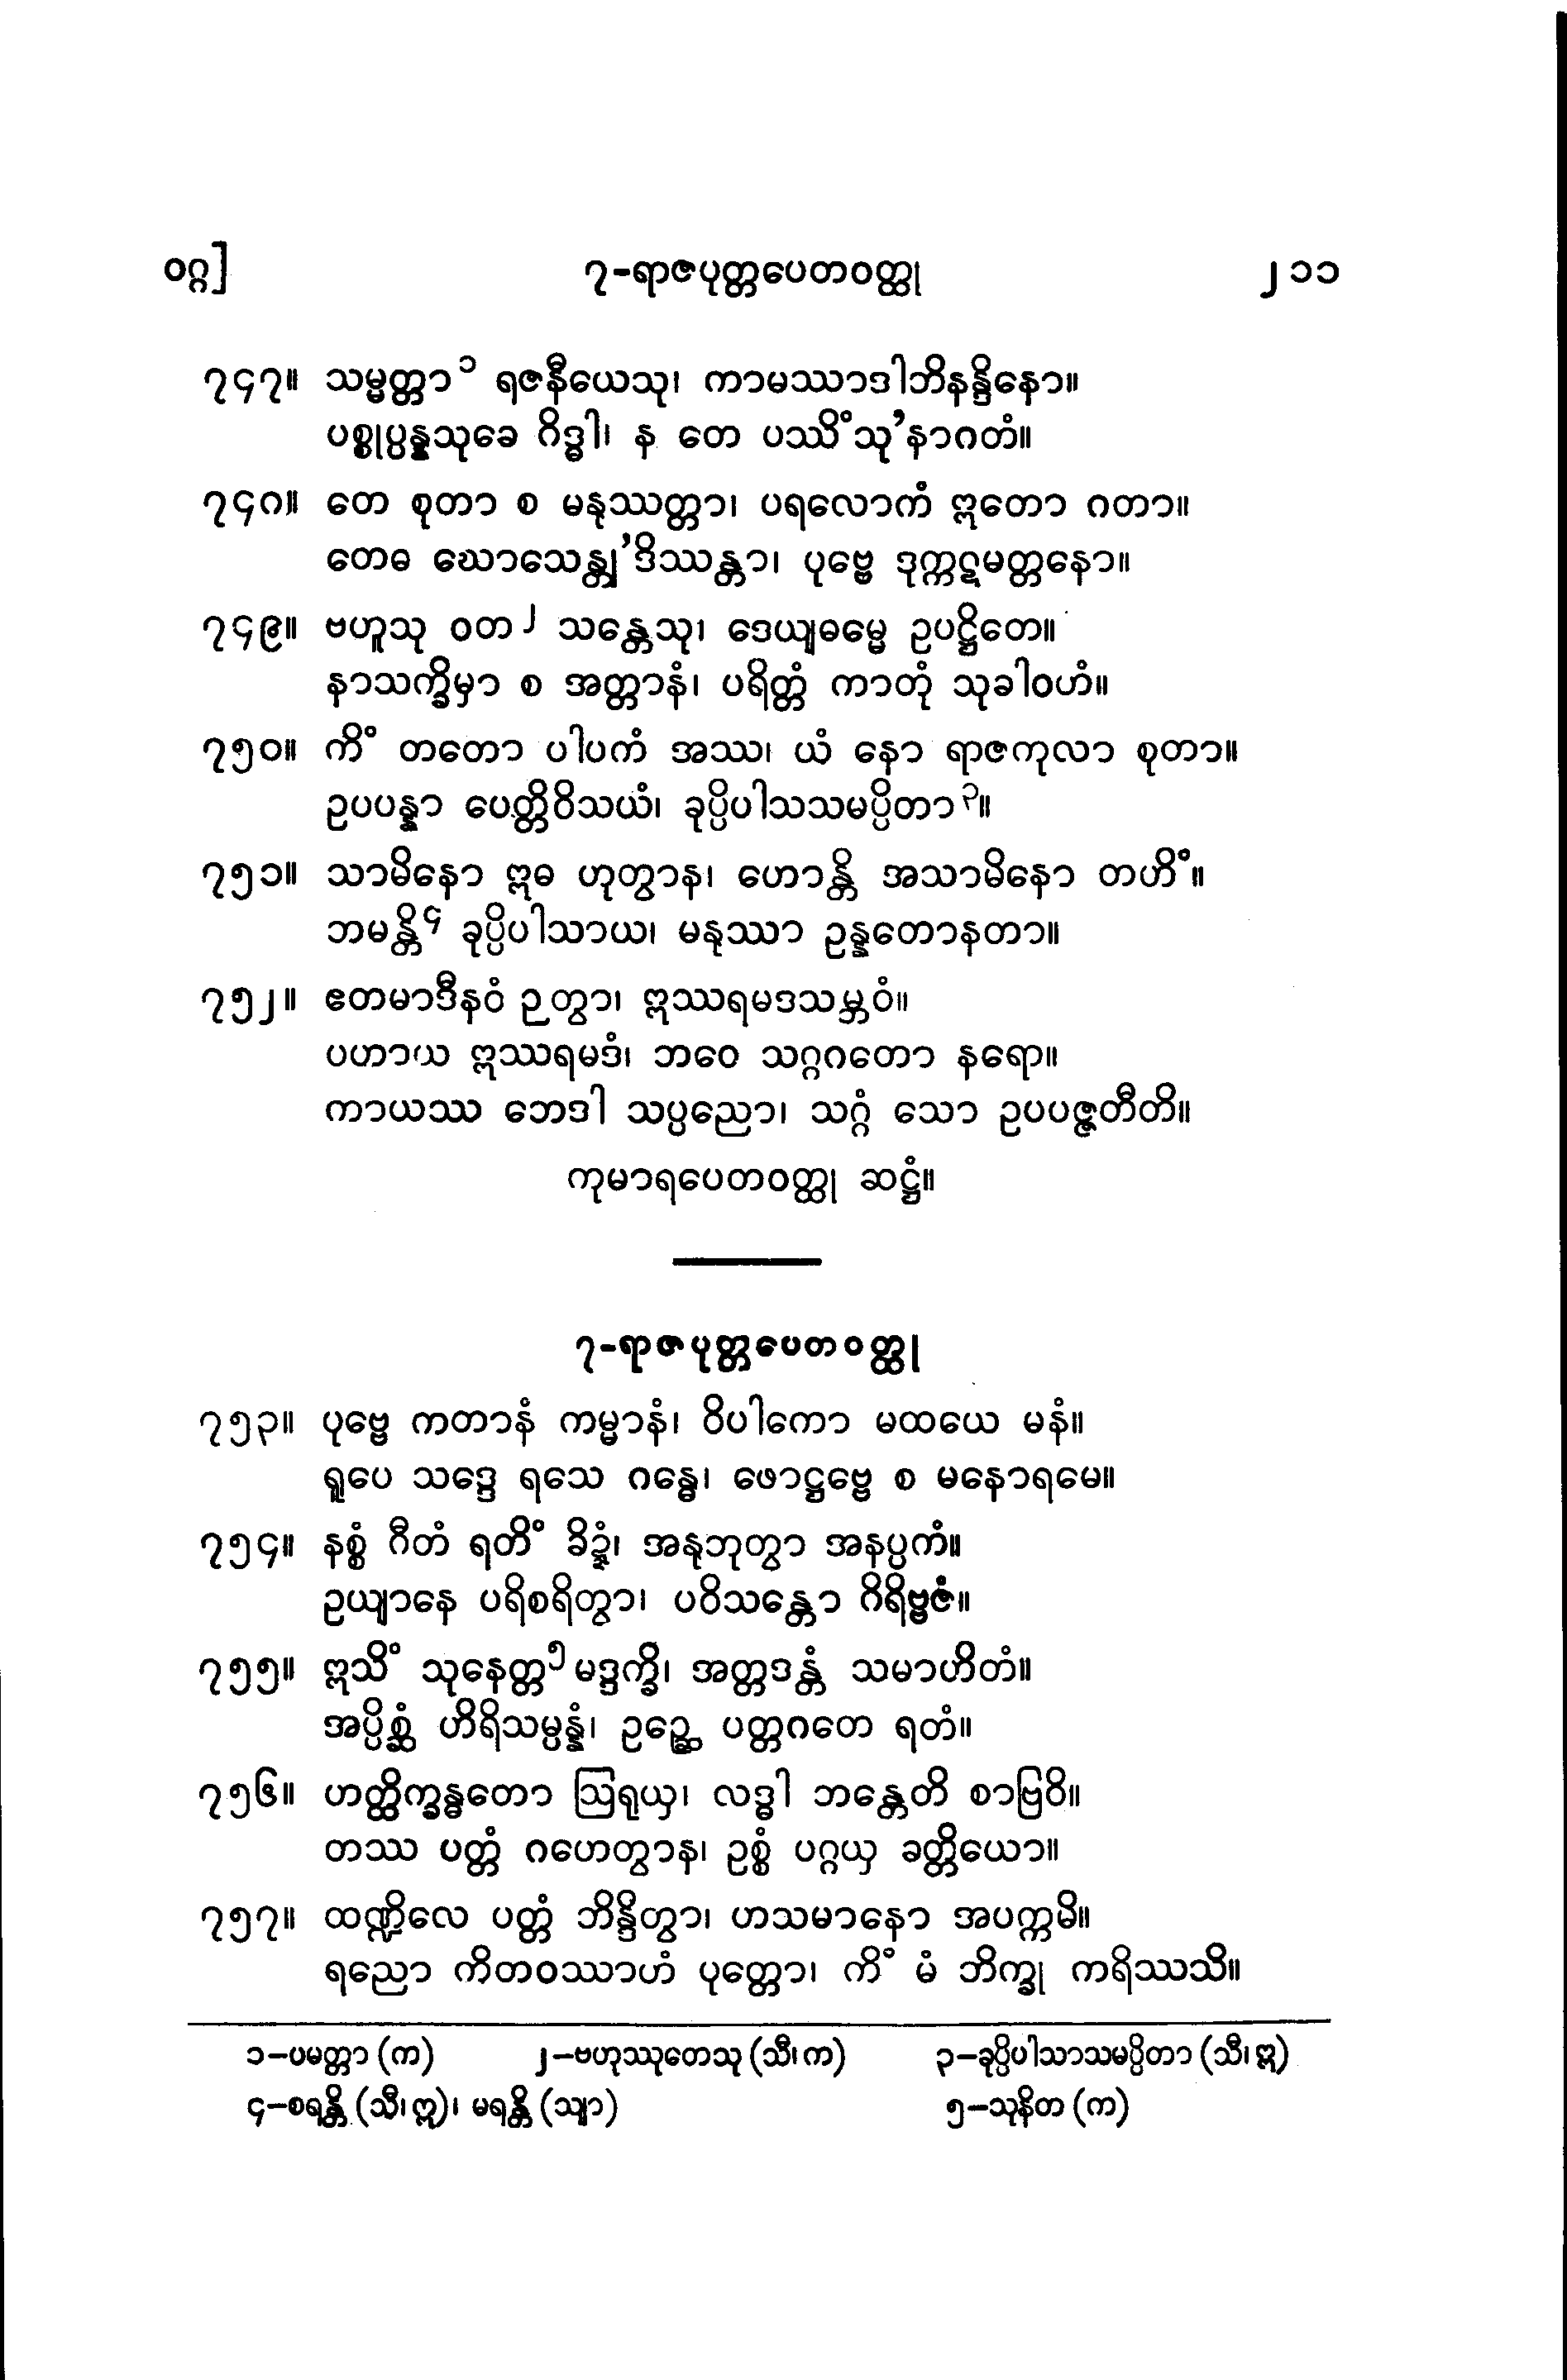 ဝဂ္ဂ] ၇-ရာဇပုတ္တပေတဝတ္ထု ၂၁၁
၇၄၇။ သမ္မတ္တာ၁ ရဇနီယေသု၊ ကာမဿာဒါဘိနန္ဒိနော။
ပစ္စုပ္ပန္နသုခေ ဂိဒ္ဓါ၊ န တေ ပဿိံသု'နာဂတံ။
၇၄၈။ တေ စုတာ စ မနုဿတ္တာ၊ ပရလောကံ ဣတော ဂတာ။
တေဓ ဃောသေန္တျ'ဒိဿန္တာ၊ ပုဗ္ဗေ ဒုက္ကဋမတ္တနော။
၇၄၉။ ဗဟူသု ဝတ၂ သန္တေသု၊ ဒေယျဓမ္မေ ဥပဋ္ဌိတေ။
နာသက္ခိမှာ စ အတ္တာနံ၊ ပရိတ္တံ ကာတုံ သုခါဝဟံ။
၇၅၀။ ကိံ တတော ပါပကံ အဿ၊ ယံ နော ရာဇကုလာ စုတာ။
ဥပပန္နာ ပေတ္တိဝိသယံ၊ ခုပ္ပိပါသသမပ္ပိတာ၃။
၇၅၁။ သာမိနော ဣဓ ဟုတွာန၊ ဟောန္တိ အသာမိနော တဟိံ။
ဘမန္တိ၄ ခုပ္ပိပါသာယ၊ မနုဿာ ဥန္နတောနတာ။
၇၅၂။ ဧတမာဒီနဝံ ဉတွာ၊ ဣဿရမဒသမ္ဘဝံ။
ပဟာယ ဣဿရမဒံ၊ ဘဝေ သဂ္ဂဂတော နရော။
ကာယဿ ဘေဒါ သပ္ပညော၊ သဂ္ဂံ သော ဥပပဇ္ဇတီတိ။
ကုမာရပေတဝတ္ထု ဆဋ္ဌံ။
၇-ရာဇပုတ္တပေတဝတ္ထု
၇၅၃။ ပုဗ္ဗေ ကတာနံ ကမ္မာနံ၊ ဝိပါကော မထယေ မနံ။
ရူပေ သဒ္ဒေ ရသေ ဂန္ဓေ၊ ဖောဋ္ဌဗ္ဗေ စ မနောရမေ။
၇၅၄။ နစ္စံ ဂီတံ ရတိံ ခိဍ္ဍံ၊ အနုဘုတွာ အနပ္ပကံ။
ဥယျာနေ ပရိစရိတွာ၊ ပဝိသန္တော ဂိရိဗ္ဗဇံ။
၇၅၅။ ဣသိံ သုနေတ္တ၅မဒ္ဒက္ခိ၊ အတ္တဒန္တံ သမာဟိတံ။
အပ္ပိစ္ဆံ ဟိရိသမ္ပန္နံ၊ ဥဉ္ဆေ ပတ္တဂတေ ရတံ။
၇၅၆။ ဟတ္ထိက္ခန္ဓတော ဩရုယှ၊ လဒ္ဓါ ဘန္တေတိ စာဗြဝိ။
တဿ ပတ္တံ ဂဟေတွာန၊ ဥစ္စံ ပဂ္ဂယှ ခတ္တိယော။
၇၅၇။ ထဏ္ဍိလေ ပတ္တံ ဘိန္ဒိတွာ၊ ဟသမာနော အပက္ကမိ။
ရညော ကိတဝဿာဟံ ပုတ္တော၊ ကိံ မံ ဘိက္ခု ကရိဿသိ။
၁–ပမတ္တာ (က) ၂–ဗဟုဿုတေသု (သီ၊ က) ၃–ခုပ္ပိပါသာသမပ္ပိတာ (သီ၊ ဣ)
၄–စရန္တိ (သီ၊ ဣ)၊ မရန္တိ (သျာ) ၅–သုနိတ (က)